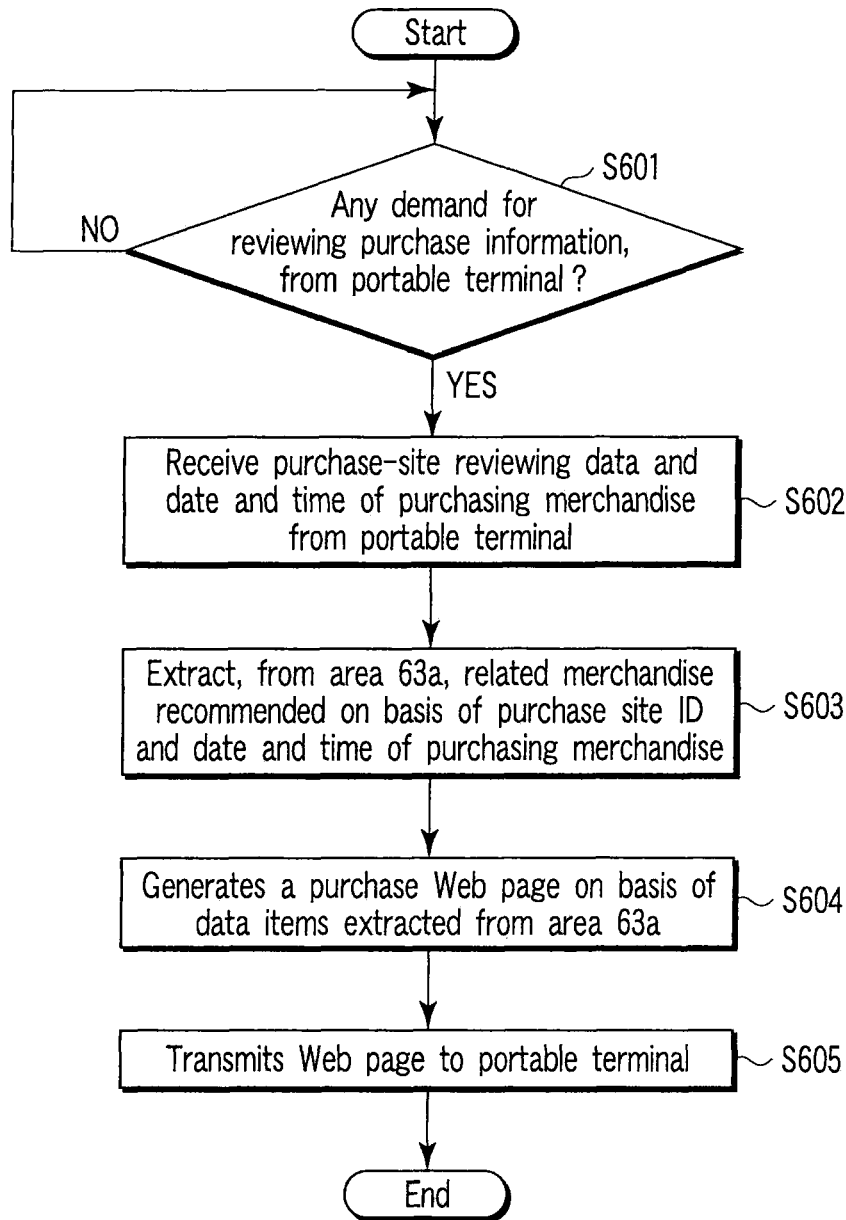 Start
S601
Any demand for
reviewing purchase information,
from portable terminal ?
NO
YES
Receive purchase-site reviewing data and
date and time of purchasing merchandise
from portable terminal
S602
Extract, from area 63a, related merchandise
recommended on basis of purchase site ID
and date and time of purchasing merchandise
S603
Generates a purchase Web page on basis of
data items extracted from area 63a
S604
Transmits Web page to portable terminal
S605
End